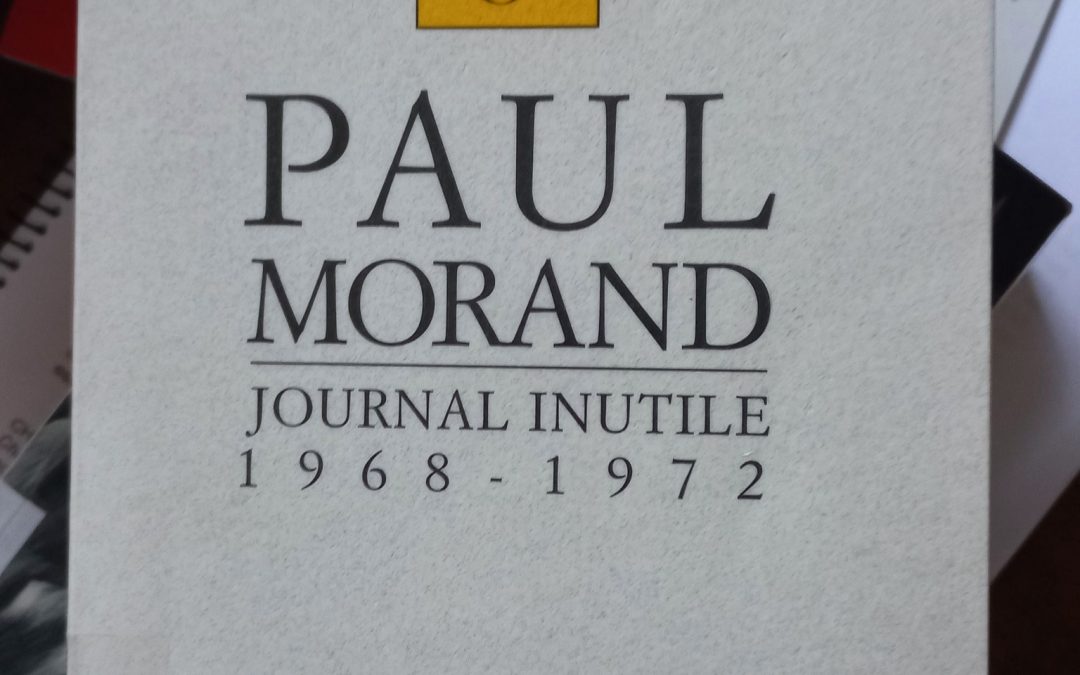 PAUL
MORAND
JOURNAL INUTILE
1968-1972